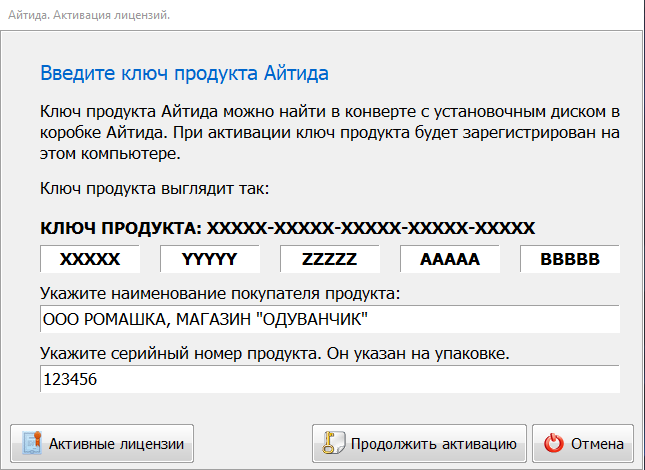 Айтида. Активация лицензий.
Введите ключ продукта Айтида
Ключ продукта Айтида можно найти в конверте с установочным диском в
коробке Айтида. При активации ключ продукта будет зарегистрирован на
этом компьютере.
Ключ продукта выглядит так:
КЛЮЧ ПРОДУКТА: XXXXX-XXXXX-XXXXX-XXXXX-XXXXX
XXXXX YYYYY ZZZZZ AAAAA BBBBB
Укажите наименование покупателя продукта:
ООО РОМАШКА, МАГАЗИН "ОДУВАНЧИК"
Укажите серийный номер продукта. Он указан на упаковке.
123456
Активные лицензии Продолжить активацию Отмена